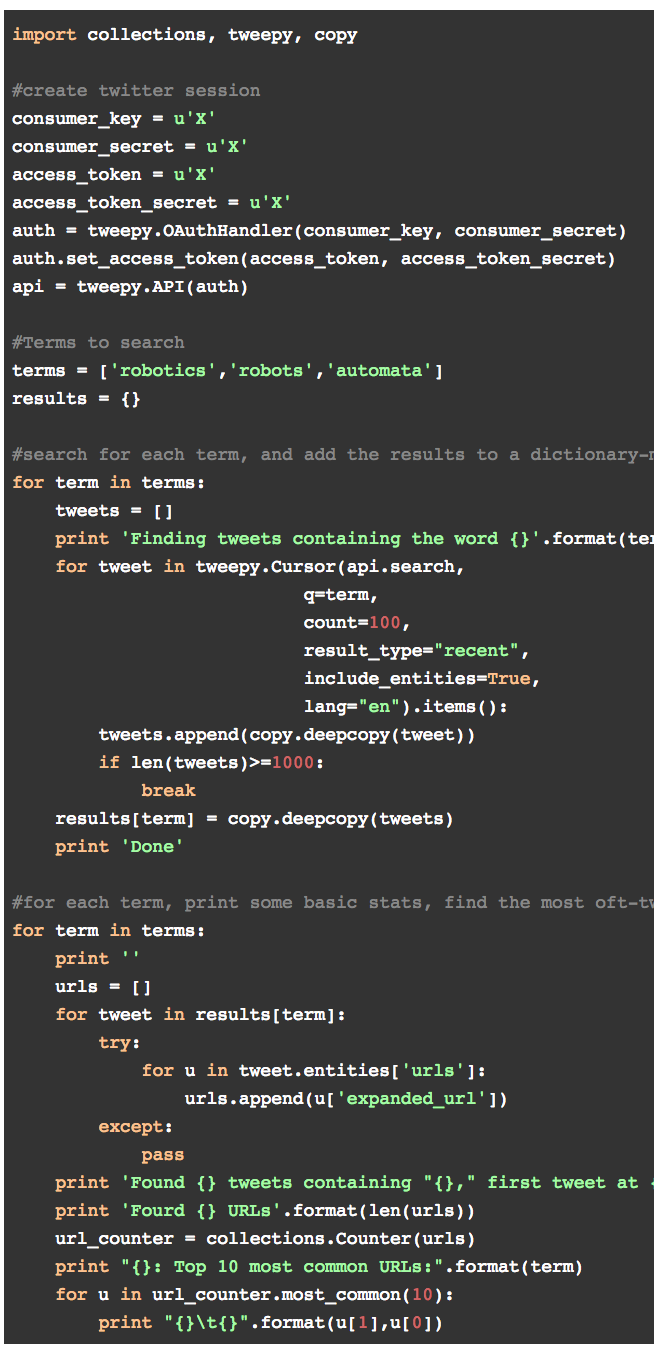 import collections, tweepy, copy

#create twitter session
consumer_key = u'X'
consumer_secret = u'X'
access_token = u'X'
access_token_secret = u'X'
auth = tweepy.OAuthHandler(consumer_key, consumer_secret)
auth.set_access_token(access_token, access_token_secret)
api = tweepy.API(auth)

#Terms to search
terms = ['robotics','robots','automata']
results = {}

#search for each term, and add the results to a dictionary-
for term in terms:
    tweets = []
    print 'Finding tweets containing the word {}'.format(ter
    for tweet in tweepy.Cursor(api.search,
                           q=term,
                           count=100,
                           result_type="recent",
                           include_entities=True,
                           lang="en").items():
        tweets.append(copy.deepcopy(tweet))
        if len(tweets)>=1000:
            break
    results[term] = copy.deepcopy(tweets)
    print 'Done'

#for each term, print some basic stats, find the most oft-tw
for term in terms:
    print ''
    urls = []
    for tweet in results[term]:
        try:
            for u in tweet.entities['urls']:
                urls.append(u['expanded_url'])
        except:
            pass
    print 'Found {} tweets containing "{}," first tweet at {
    print 'Fourd {} URLs'.format(len(urls))
    url_counter = collections.Counter(urls)
    print "{}: Top 10 most common URLs:".format(term)
    for u in url_counter.most_common(10):
        print "{}\t{}".format(u[1],u[0])